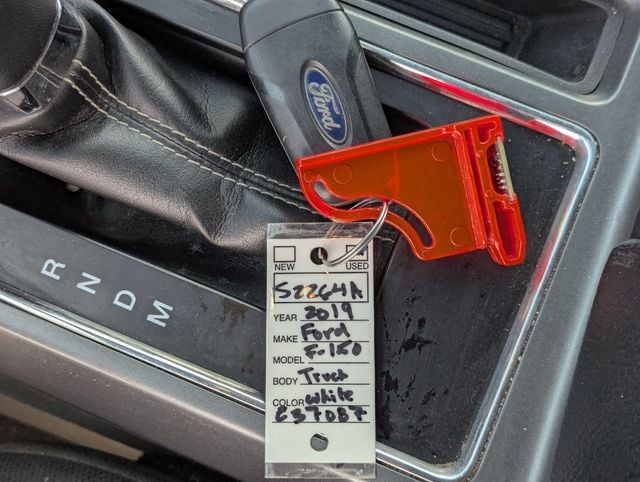 Ford
R
N
D
M
NEW USED
S2264A
YEAR 2019
MAKE Ford
MODEL F-150
BODY Truck
COLOR white
E37087